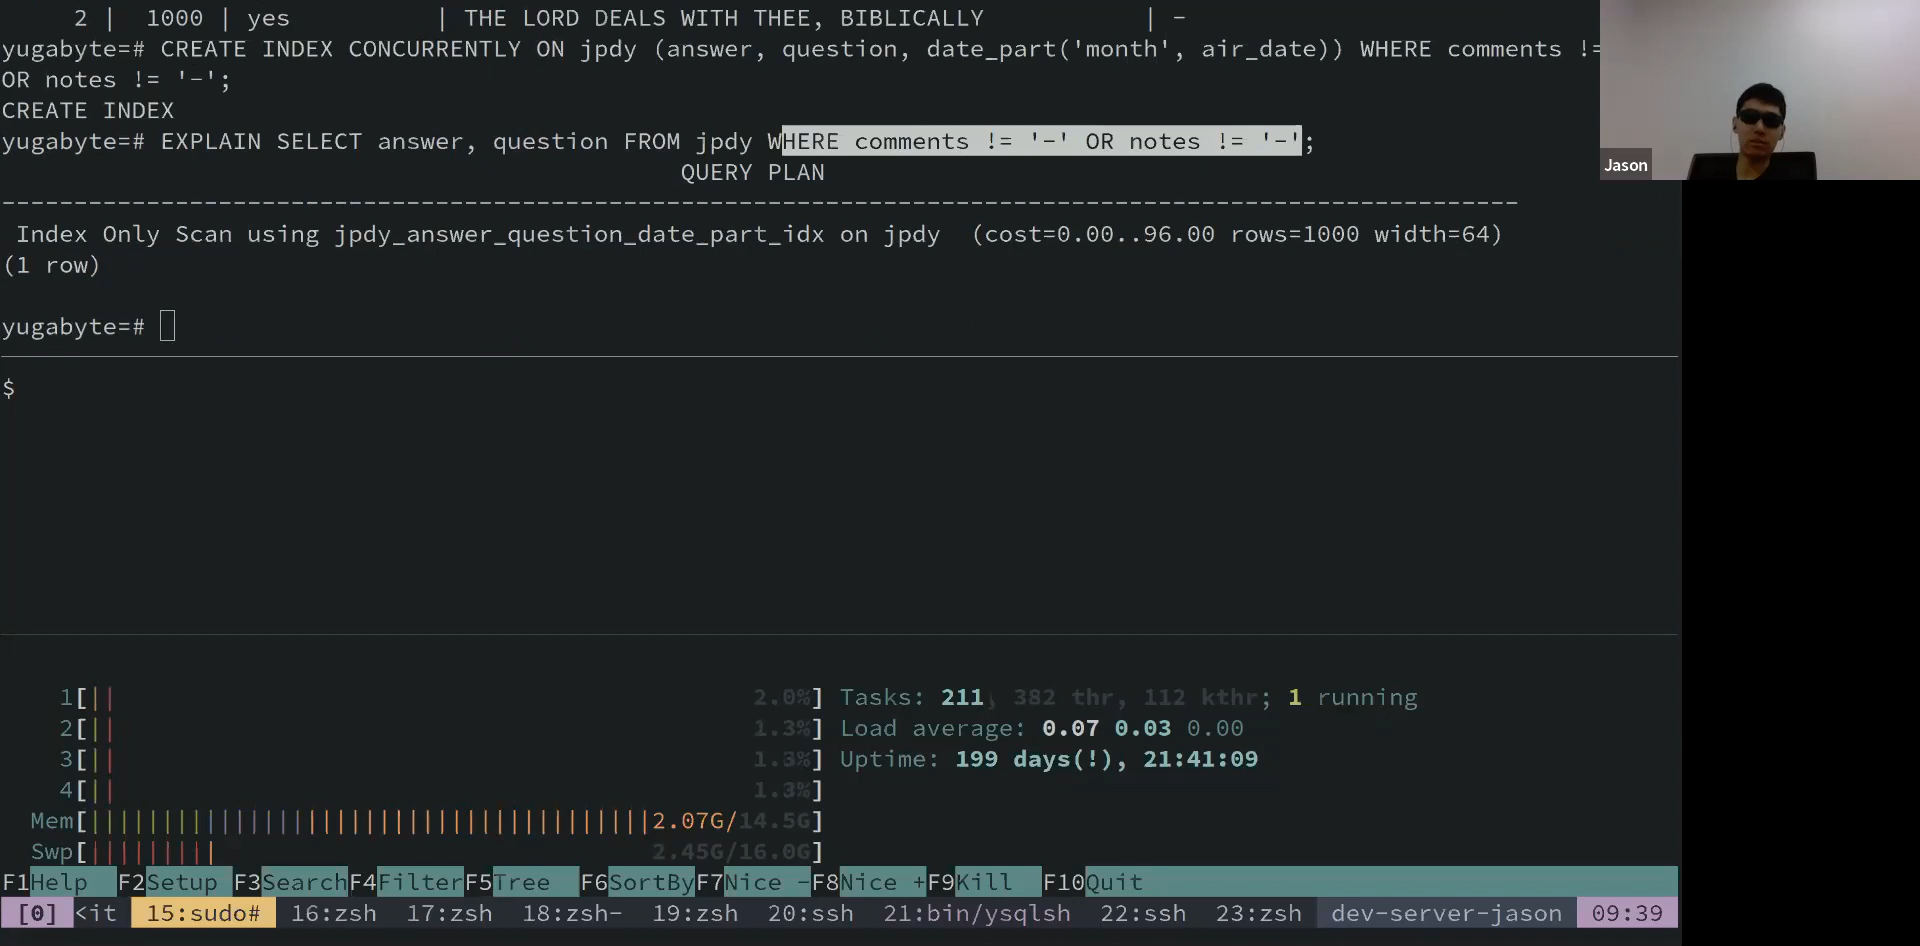 2 | 1000 | yes | THE LORD DEALS WITH THEE, BIBLICALLY | -
yugabyte=# CREATE INDEX CONCURRENTLY ON jpdy (answer, question, date_part('month', air_date)) WHERE comments !=
OR notes != '-';
CREATE INDEX
yugabyte=# EXPLAIN SELECT answer, question FROM jpdy WHERE comments != '-' OR notes != '-';
QUERY PLAN
---------------------------------------------------------------------------------------------------------
Index Only Scan using jpdy_answer_question_date_part_idx on jpdy (cost=0.00..96.00 rows=1000 width=64)
(1 row)
yugabyte=#
Jason
$
1[|| 2.0%] Tasks: 211, 382 thr, 112 kthr; 1 running
2[|| 1.3%] Load average: 0.07 0.03 0.00
3[|| 1.3%] Uptime: 199 days(!), 21:41:09
4[|| 1.3%]
Mem[|||||||||||||||||||||||||||||||||||||||2.07G/14.5G]
Swp[||||||||| 2.45G/16.0G]
F1Help F2Setup F3SearchF4FilterF5Tree F6SortByF7Nice -F8Nice +F9Kill F10Quit
[0] <it 15:sudo# 16:zsh 17:zsh 18:zsh- 19:zsh 20:ssh 21:bin/ysqlsh 22:ssh 23:zsh dev-server-jason 09:39